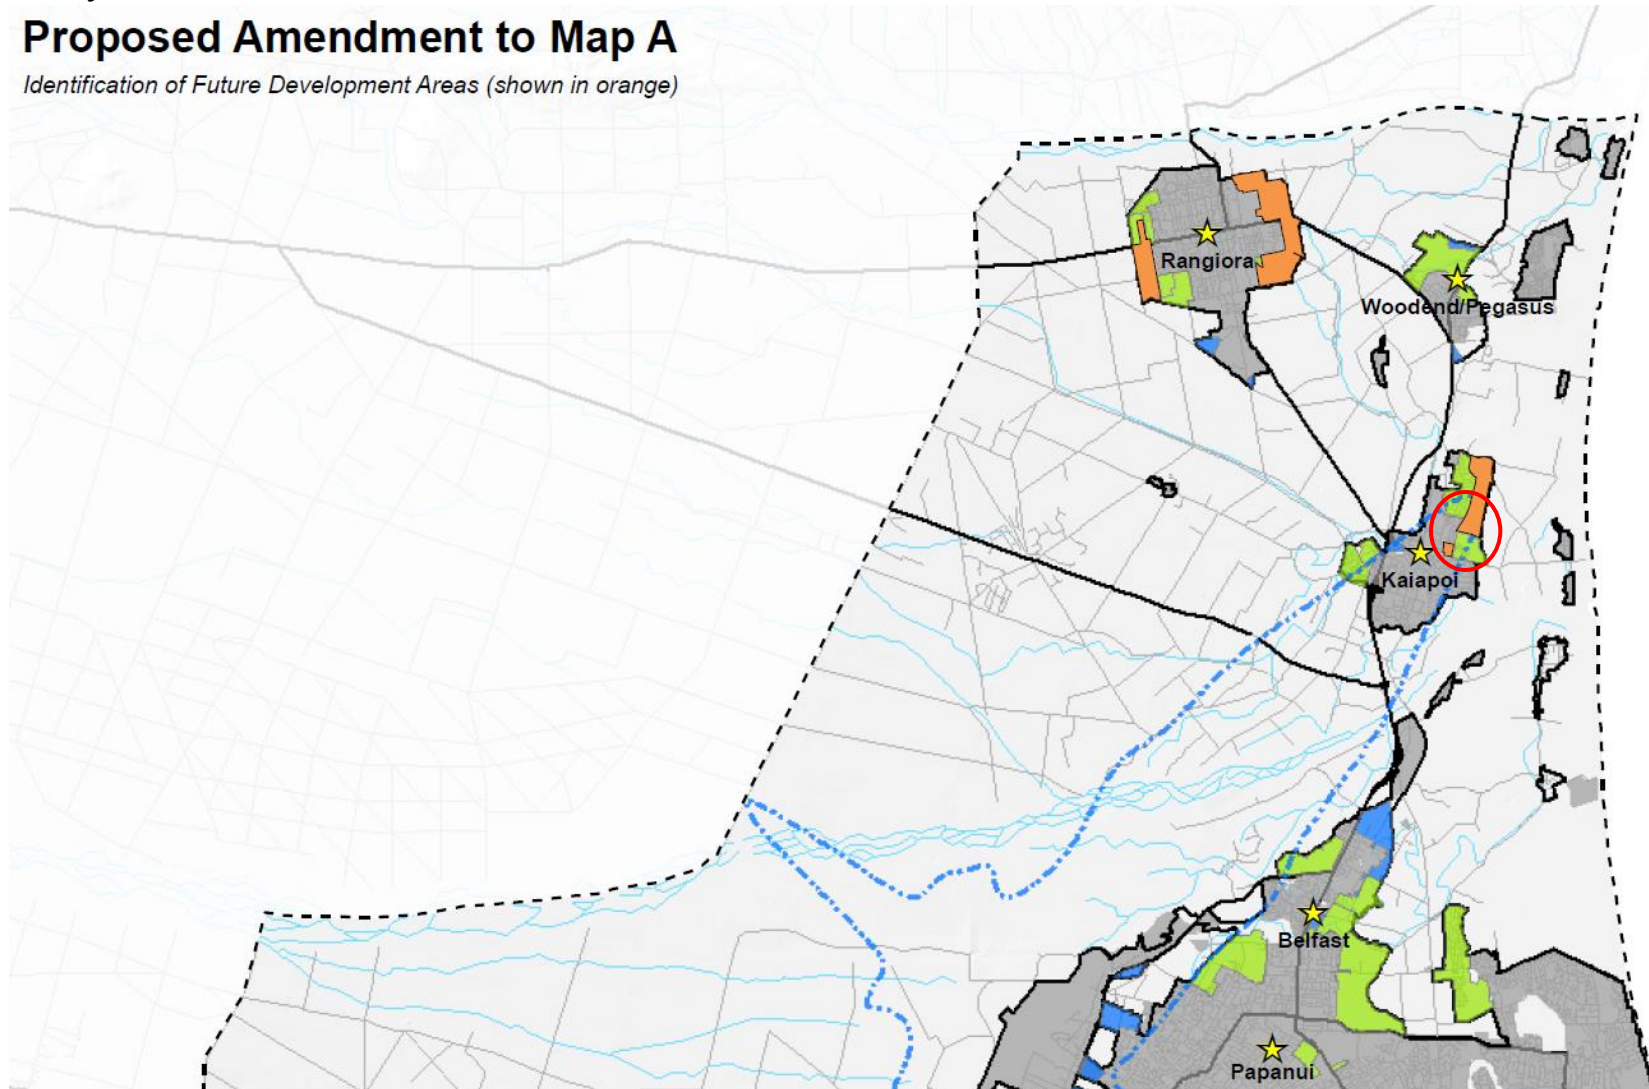 Proposed Amendment to Map A
Identification of Future Development Areas (shown in orange)
Rangiora
Woodend/Pegasus
Kaiapoi
Belfast
Papanui